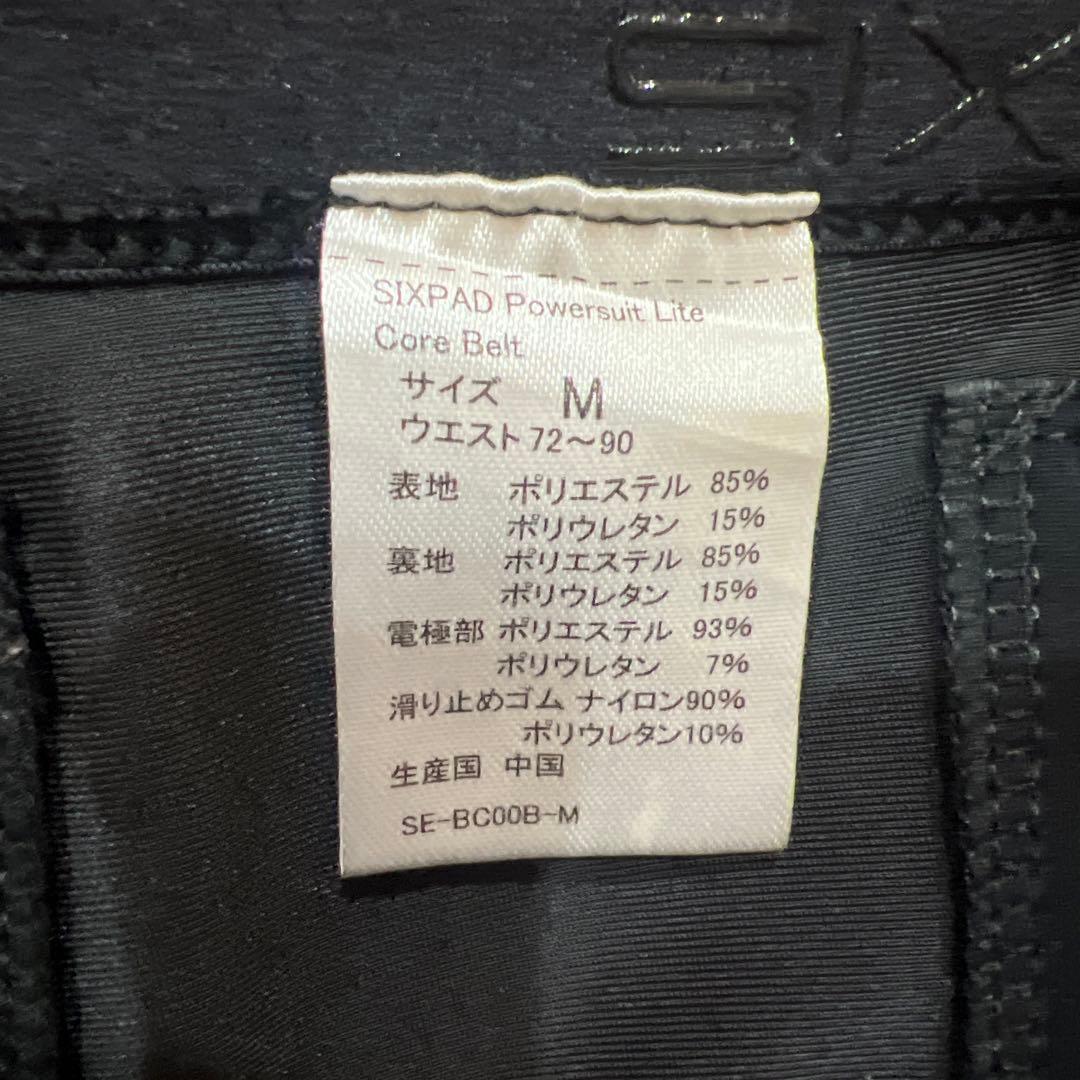 SIX
SIXPAD Powersuit Lite
Core Belt
サイズ M
ウエスト72～90
表地 ポリエステル 85%
ポリウレタン 15%
裏地 ポリエステル 85%
ポリウレタン 15%
電極部 ポリエステル 93%
ポリウレタン 7%
滑り止めゴム ナイロン90%
ポリウレタン10%
生産国 中国
SE-BC00B-M